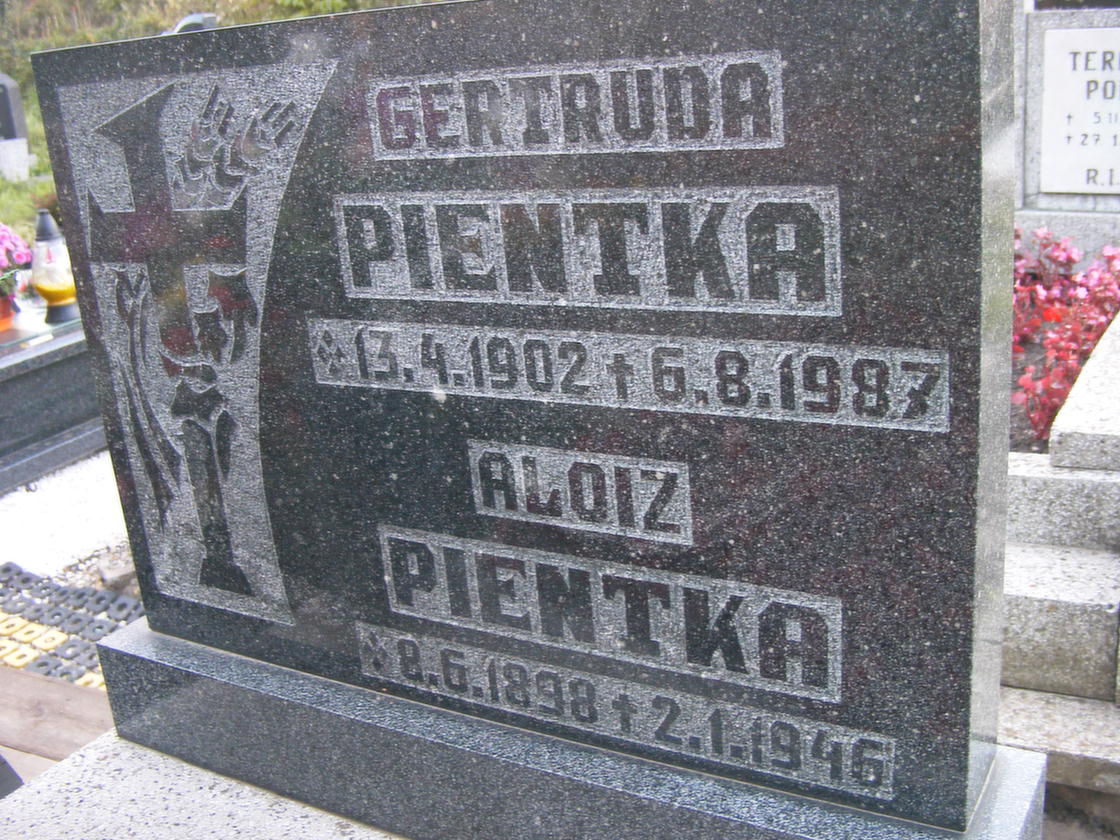 GERTRUDA
PIENTKA
13.4.1902 † 6.8.1987
ALOIZ
PIENTKA
8.6.1898 † 2.1.1946